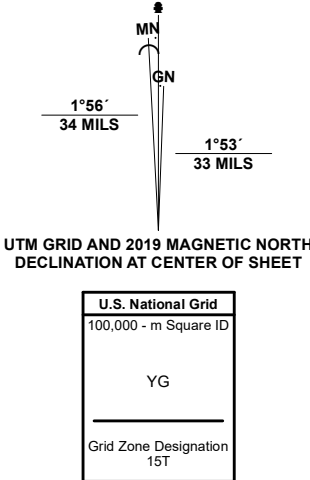 MN
GN
1°56´
34 MILS
1°53´
33 MILS
UTM GRID AND 2019 MAGNETIC NORTH
DECLINATION AT CENTER OF SHEET
U.S. National Grid
100,000 - m Square ID
YG
Grid Zone Designation
15T